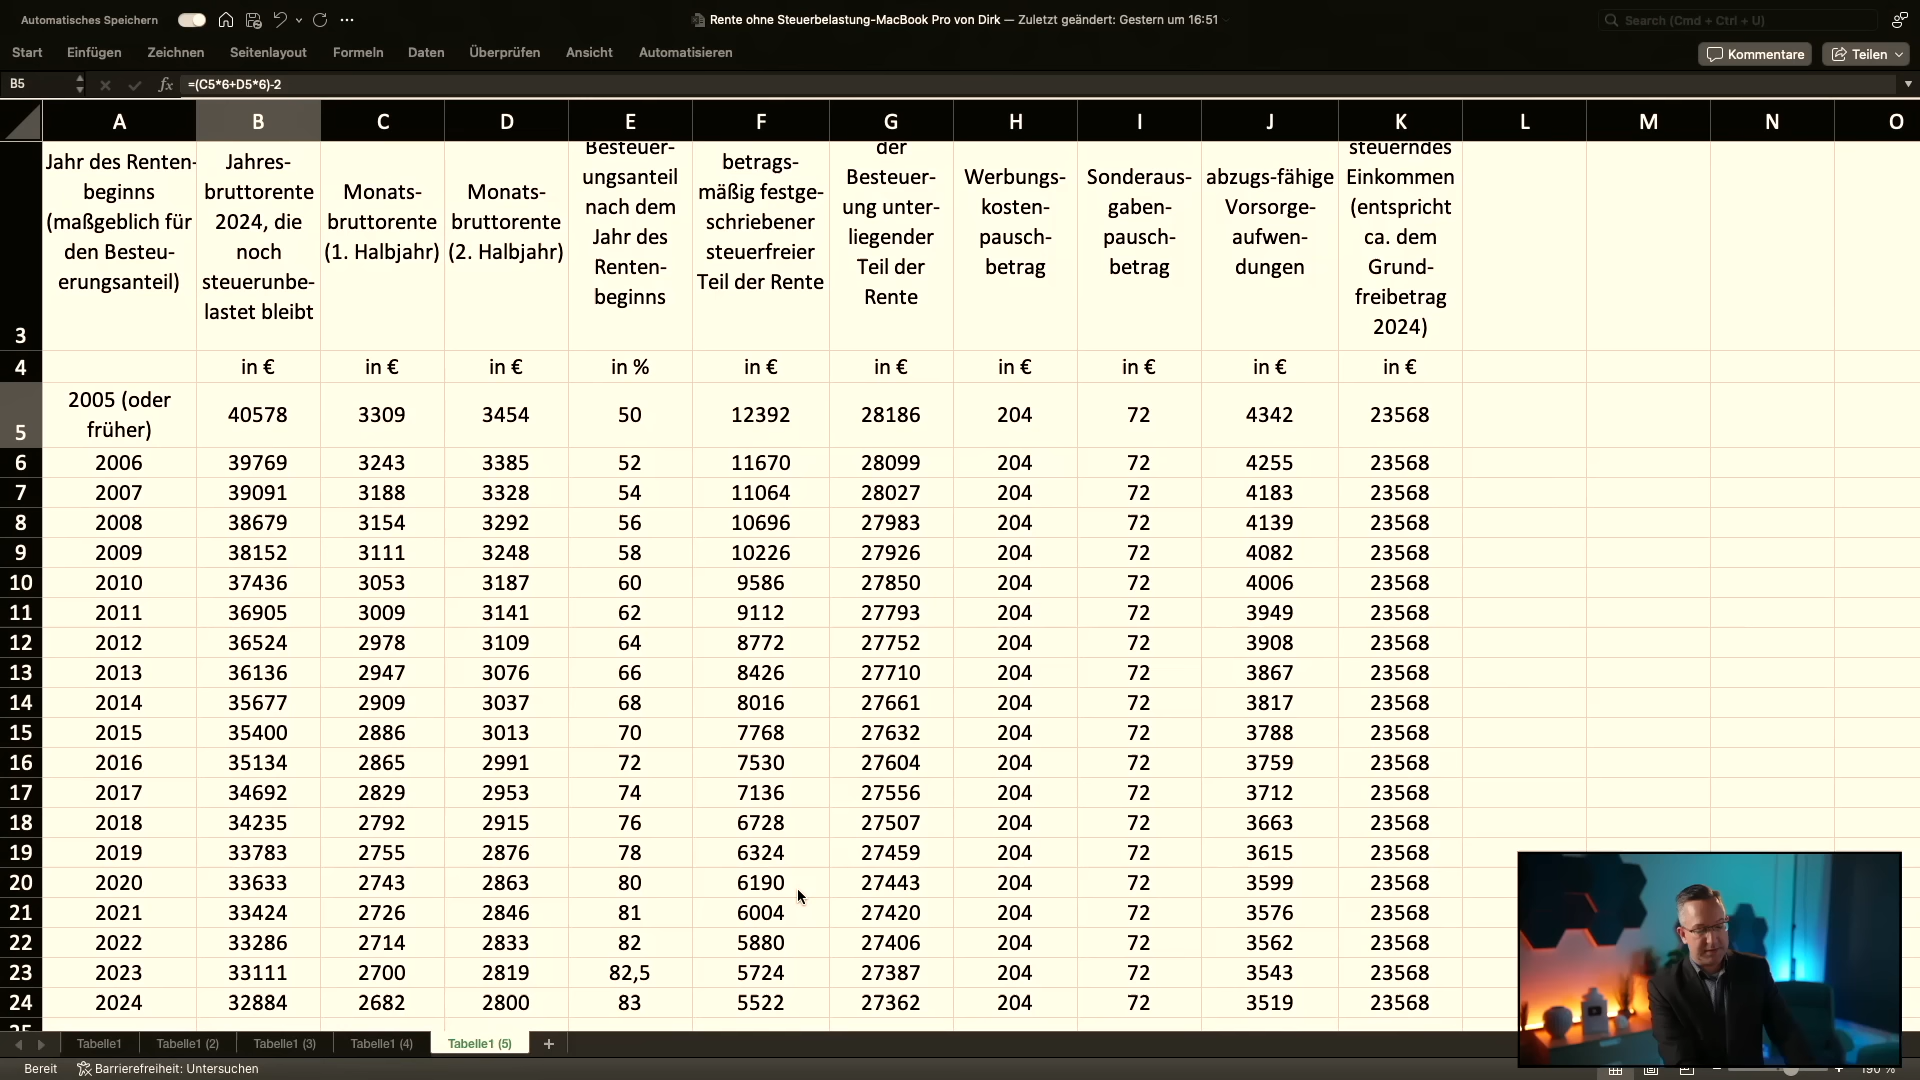 Automatisches Speichern
Rente ohne Steuerbelastung-MacBook Pro von Dirk — Zuletzt geändert: Gestern um 16:51
Search (Cmd + Ctrl + U)
Start Einfügen Zeichnen Seitenlayout Formeln Daten Überprüfen Ansicht Automatisieren
Kommentare Teilen
B5 fx =(C5*6+D5*6)-2
A B C D E F G H I J K L M N O
Jahr des Renten-
beginns
(maßgeblich für
den Besteu-
erungsanteil)
Jahres-
bruttorente
2024, die
noch
steuerunbe-
lastet bleibt
Monats-
bruttorente
(1. Halbjahr)
Monats-
bruttorente
(2. Halbjahr)
Besteuer-
ungsanteil
nach dem
Jahr des
Renten-
beginns
betrags-
mäßig festge-
schriebener
steuerfreier
Teil der Rente
der
Besteuer-
ung unter-
liegender
Teil der
Rente
Werbungs-
kosten-
pausch-
betrag
Sonderaus-
gaben-
pausch-
betrag
abzugs-fähige
Vorsorge-
aufwen-
dungen
steuerndes
Einkommen
(entspricht
ca. dem
Grund-
freibetrag
2024)
3
4 in € in € in € in % in € in € in € in € in € in €
2005 (oder
früher)
5 40578 3309 3454 50 12392 28186 204 72 4342 23568
6 2006 39769 3243 3385 52 11670 28099 204 72 4255 23568
7 2007 39091 3188 3328 54 11064 28027 204 72 4183 23568
8 2008 38679 3154 3292 56 10696 27983 204 72 4139 23568
9 2009 38152 3111 3248 58 10226 27926 204 72 4082 23568
10 2010 37436 3053 3187 60 9586 27850 204 72 4006 23568
11 2011 36905 3009 3141 62 9112 27793 204 72 3949 23568
12 2012 36524 2978 3109 64 8772 27752 204 72 3908 23568
13 2013 36136 2947 3076 66 8426 27710 204 72 3867 23568
14 2014 35677 2909 3037 68 8016 27661 204 72 3817 23568
15 2015 35400 2886 3013 70 7768 27632 204 72 3788 23568
16 2016 35134 2865 2991 72 7530 27604 204 72 3759 23568
17 2017 34692 2829 2953 74 7136 27556 204 72 3712 23568
18 2018 34235 2792 2915 76 6728 27507 204 72 3663 23568
19 2019 33783 2755 2876 78 6324 27459 204 72 3615 23568
20 2020 33633 2743 2863 80 6190 27443 204 72 3599 23568
21 2021 33424 2726 2846 81 6004 27420 204 72 3576 23568
22 2022 33286 2714 2833 82 5880 27406 204 72 3562 23568
23 2023 33111 2700 2819 82,5 5724 27387 204 72 3543 23568
24 2024 32884 2682 2800 83 5522 27362 204 72 3519 23568
Tabelle1 Tabelle1 (2) Tabelle1 (3) Tabelle1 (4) Tabelle1 (5)
Bereit Barrierefreiheit: Untersuchen
190 %